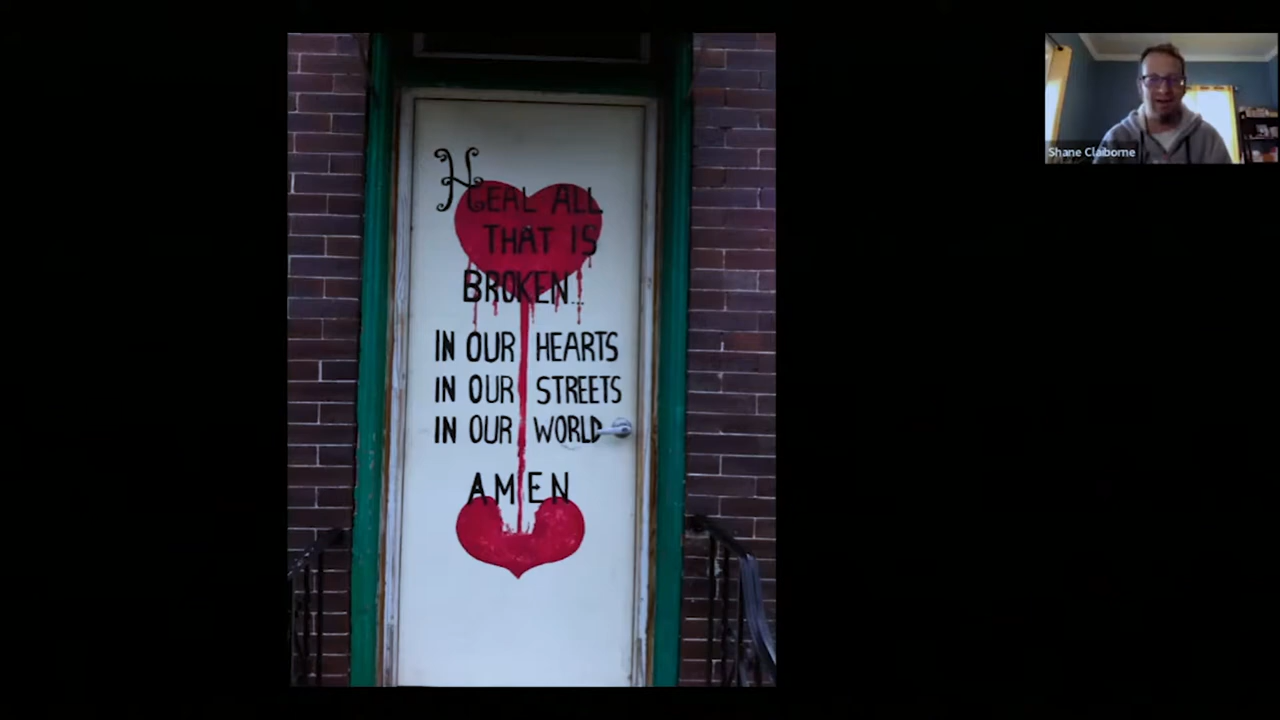 HEAL ALL
THAT IS
BROKEN...
IN OUR HEARTS
IN OUR STREETS
IN OUR WORLD
AMEN
Shane Claiborne